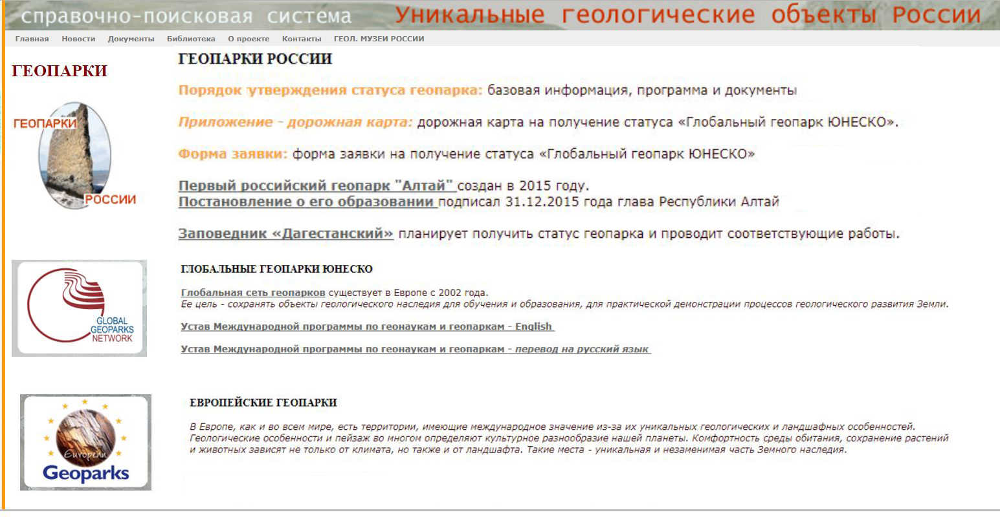 справочно-поисковая система Уникальные геологические объекты России
Главная Новости Документы Библиотека О проекте Контакты ГЕОЛ. МУЗЕИ РОССИИ
ГЕОПАРКИ
ГЕОПАРКИ
РОССИИ
ГЕОПАРКИ РОССИИ
Порядок утверждения статуса геопарка: базовая информация, программа и документы
Приложение - дорожная карта: дорожная карта на получение статуса «Глобальный геопарк ЮНЕСКО».
Форма заявки: форма заявки на получение статуса «Глобальный геопарк ЮНЕСКО»
Первый российский геопарк "Алтай" создан в 2015 году.
Постановление о его образовании подписал 31.12.2015 года глава Республики Алтай
Заповедник «Дагестанский» планирует получить статус геопарка и проводит соответствующие работы.
GLOBAL
GEOPARKS
NETWORK
ГЛОБАЛЬНЫЕ ГЕОПАРКИ ЮНЕСКО
Глобальная сеть геопарков существует в Европе с 2002 года.
Ее цель - сохранять объекты геологического наследия для обучения и образования, для практической демонстрации процессов геологического развития Земли.
Устав Международной программы по геонаукам и геопаркам - English
Устав Международной программы по геонаукам и геопаркам - перевод на русский язык
European
Geoparks
ЕВРОПЕЙСКИЕ ГЕОПАРКИ
В Европе, как и во всем мире, есть территории, имеющие международное значение из-за их уникальных геологических и ландшафных особенностей.
Геологические особенности и пейзаж во многом определяют культурное разнообразие нашей планеты. Комфортность среды обитания, сохранение растений
и животных зависят не только от климата, но также и от ландшафта. Такие места - уникальная и незаменимая часть Земного наследия.